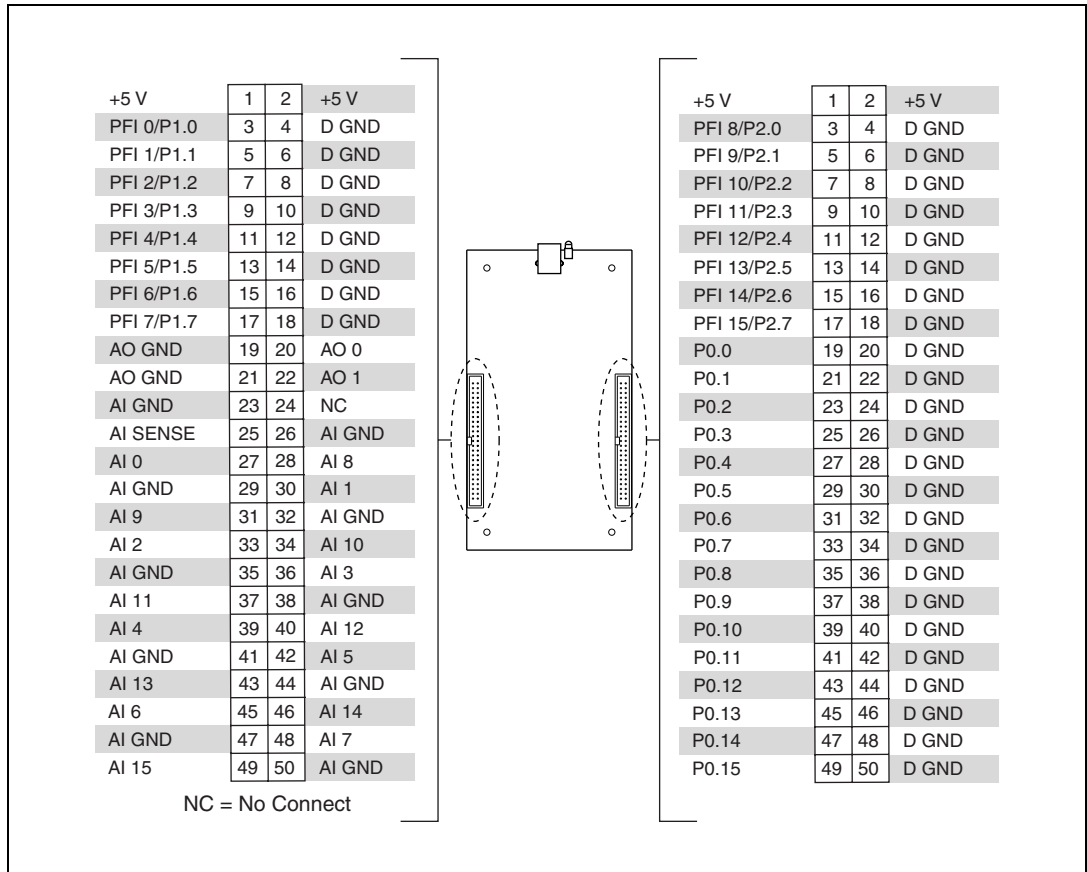 +5 V 1 2 +5 V
PFI 0/P1.0 3 4 D GND
PFI 1/P1.1 5 6 D GND
PFI 2/P1.2 7 8 D GND
PFI 3/P1.3 9 10 D GND
PFI 4/P1.4 11 12 D GND
PFI 5/P1.5 13 14 D GND
PFI 6/P1.6 15 16 D GND
PFI 7/P1.7 17 18 D GND
AO GND 19 20 AO 0
AO GND 21 22 AO 1
AI GND 23 24 NC
AI SENSE 25 26 AI GND
AI 0 27 28 AI 8
AI GND 29 30 AI 1
AI 9 31 32 AI GND
AI 2 33 34 AI 10
AI GND 35 36 AI 3
AI 11 37 38 AI GND
AI 4 39 40 AI 12
AI GND 41 42 AI 5
AI 13 43 44 AI GND
AI 6 45 46 AI 14
AI GND 47 48 AI 7
AI 15 49 50 AI GND
NC = No Connect
+5 V 1 2 +5 V
PFI 8/P2.0 3 4 D GND
PFI 9/P2.1 5 6 D GND
PFI 10/P2.2 7 8 D GND
PFI 11/P2.3 9 10 D GND
PFI 12/P2.4 11 12 D GND
PFI 13/P2.5 13 14 D GND
PFI 14/P2.6 15 16 D GND
PFI 15/P2.7 17 18 D GND
P0.0 19 20 D GND
P0.1 21 22 D GND
P0.2 23 24 D GND
P0.3 25 26 D GND
P0.4 27 28 D GND
P0.5 29 30 D GND
P0.6 31 32 D GND
P0.7 33 34 D GND
P0.8 35 36 D GND
P0.9 37 38 D GND
P0.10 39 40 D GND
P0.11 41 42 D GND
P0.12 43 44 D GND
P0.13 45 46 D GND
P0.14 47 48 D GND
P0.15 49 50 D GND